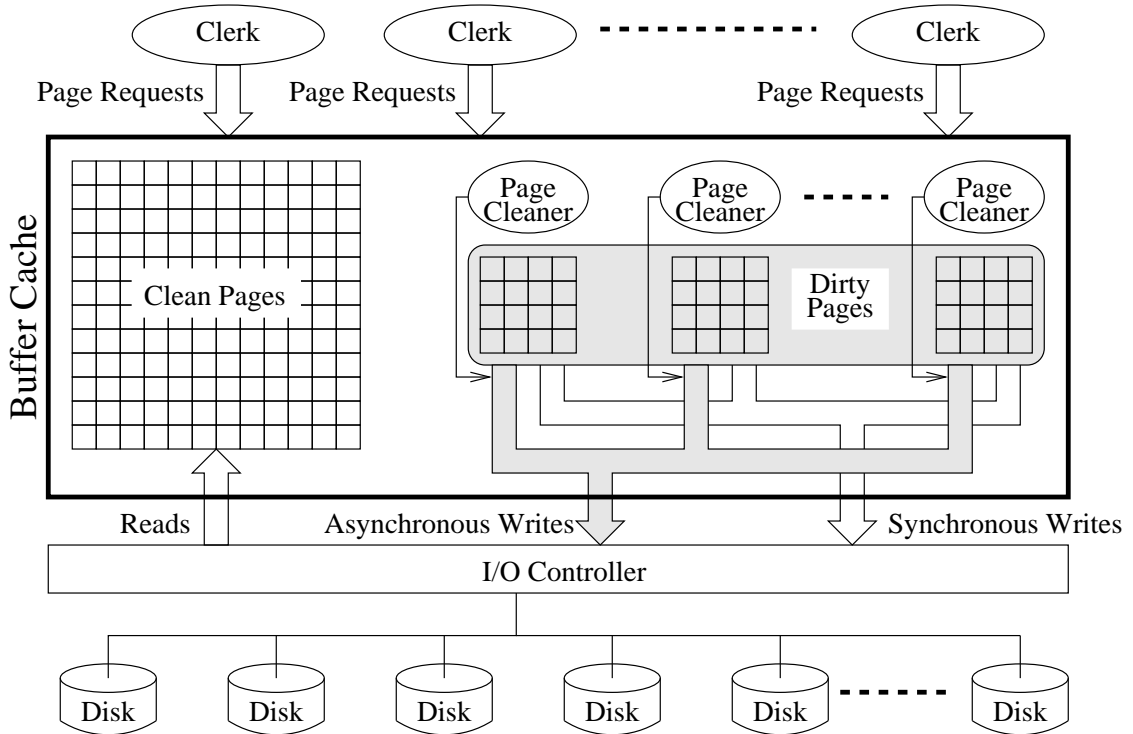 Clerk
Clerk
Clerk
Page Requests
Page Requests
Page Requests
Buffer Cache
Page
Cleaner
Page
Cleaner
Page
Cleaner
Clean Pages
Dirty
Pages
Reads
Asynchronous Writes
Synchronous Writes
I/O Controller
Disk
Disk
Disk
Disk
Disk
Disk